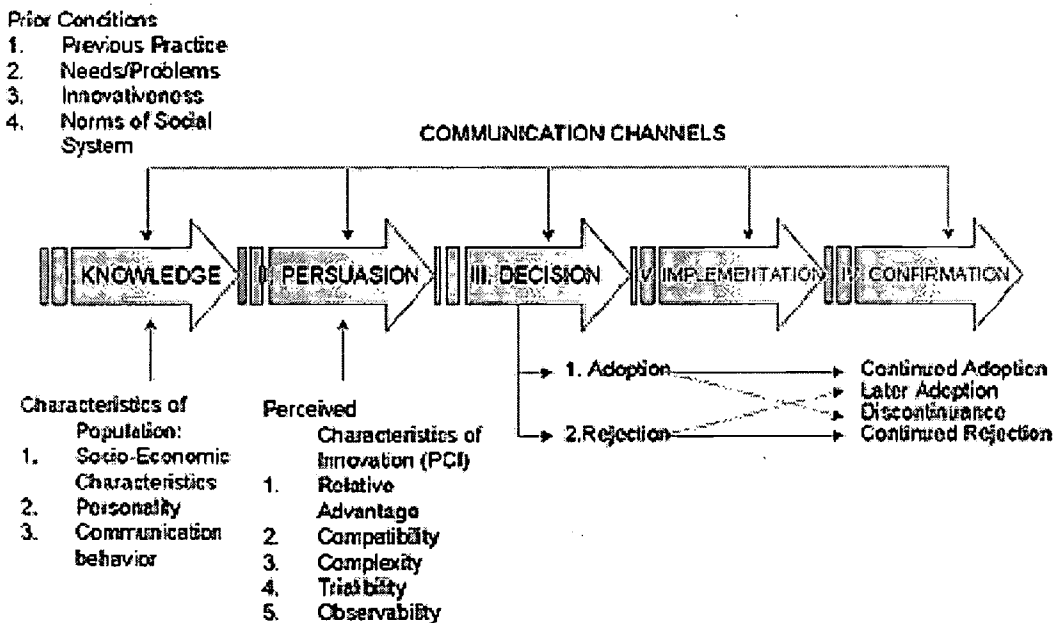 Prior Conditions
1. Previous Practice
2. Needs/Problems
3. Innovativeness
4. Norms of Social
System
COMMUNICATION CHANNELS
I. KNOWLEDGE
II. PERSUASION
III. DECISION
V. IMPLEMENTATION
IV. CONFIRMATION
1. Adoption
2.Rejection
Continued Adoption
Later Adoption
Discontinuance
Continued Rejection
Characteristics of
Population:
1. Socio-Economic
Characteristics
2. Personality
3. Communication
behavior
Perceived
Characteristics of
Innovation (PCI)
1. Relative
Advantage
2. Compatibility
3. Complexity
4. Trialibility
5. Observability